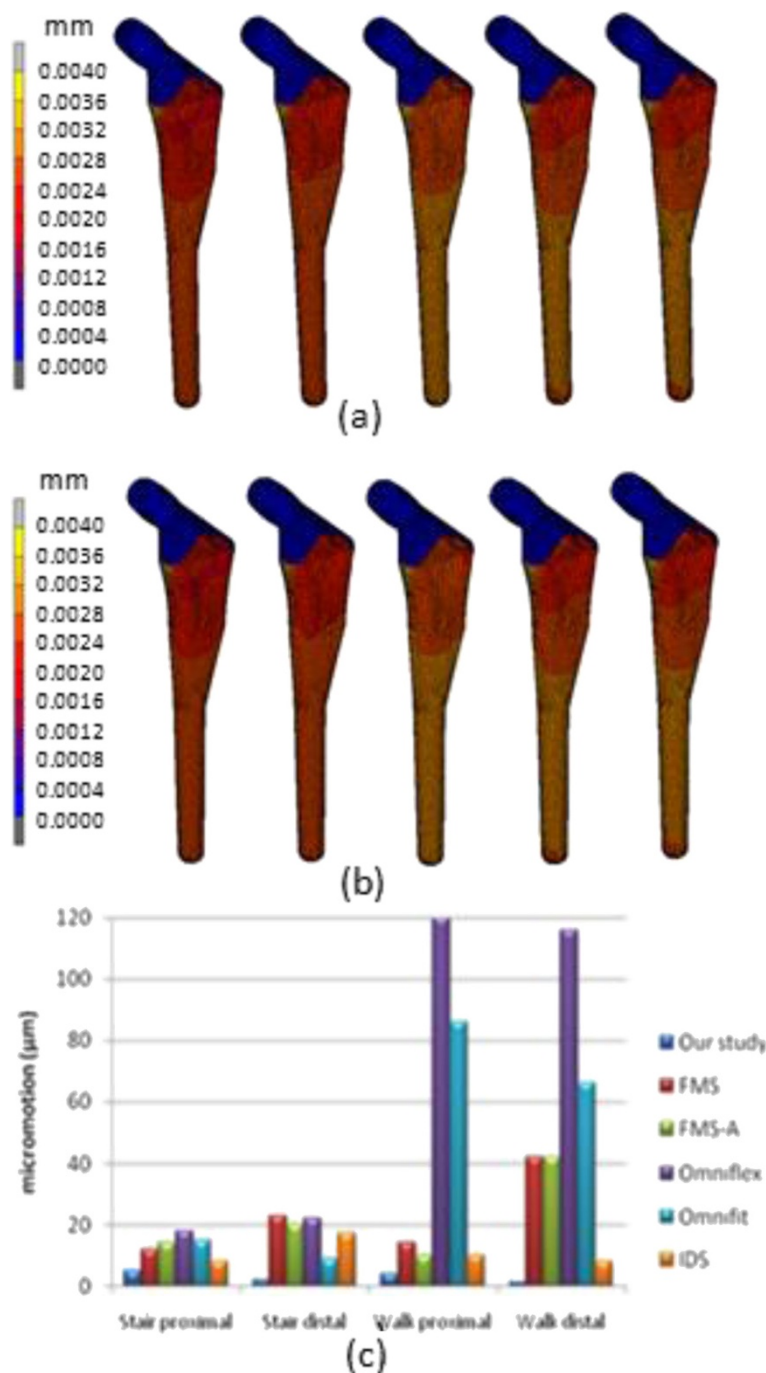 mm
0.0040
0.0036
0.0032
0.0028
0.0024
0.0020
0.0016
0.0012
0.0008
0.0004
0.0000
(a)
mm
0.0040
0.0036
0.0032
0.0028
0.0024
0.0020
0.0016
0.0012
0.0008
0.0004
0.0000
(b)
120
100
80
60
40
20
0
micromotion (µm)
Stair proximal
Stair distal
Walk proximal
Walk distal
Our study
FMS
FMS-A
Omniflex
Omnifit
IDS
(c)